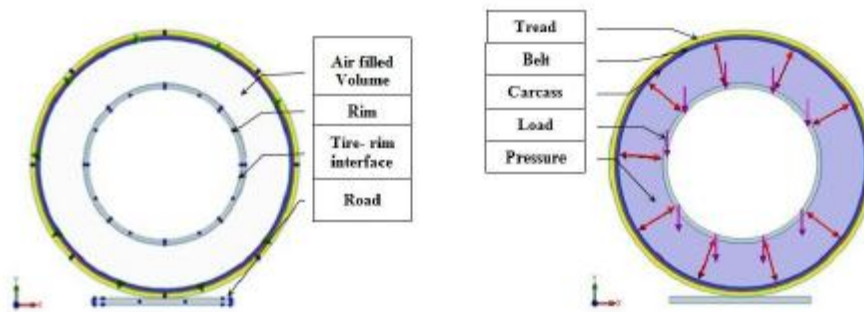 Air filled
Volume
Rim
Tire- rim
interface
Road
Tread
Belt
Carcass
Load
Pressure